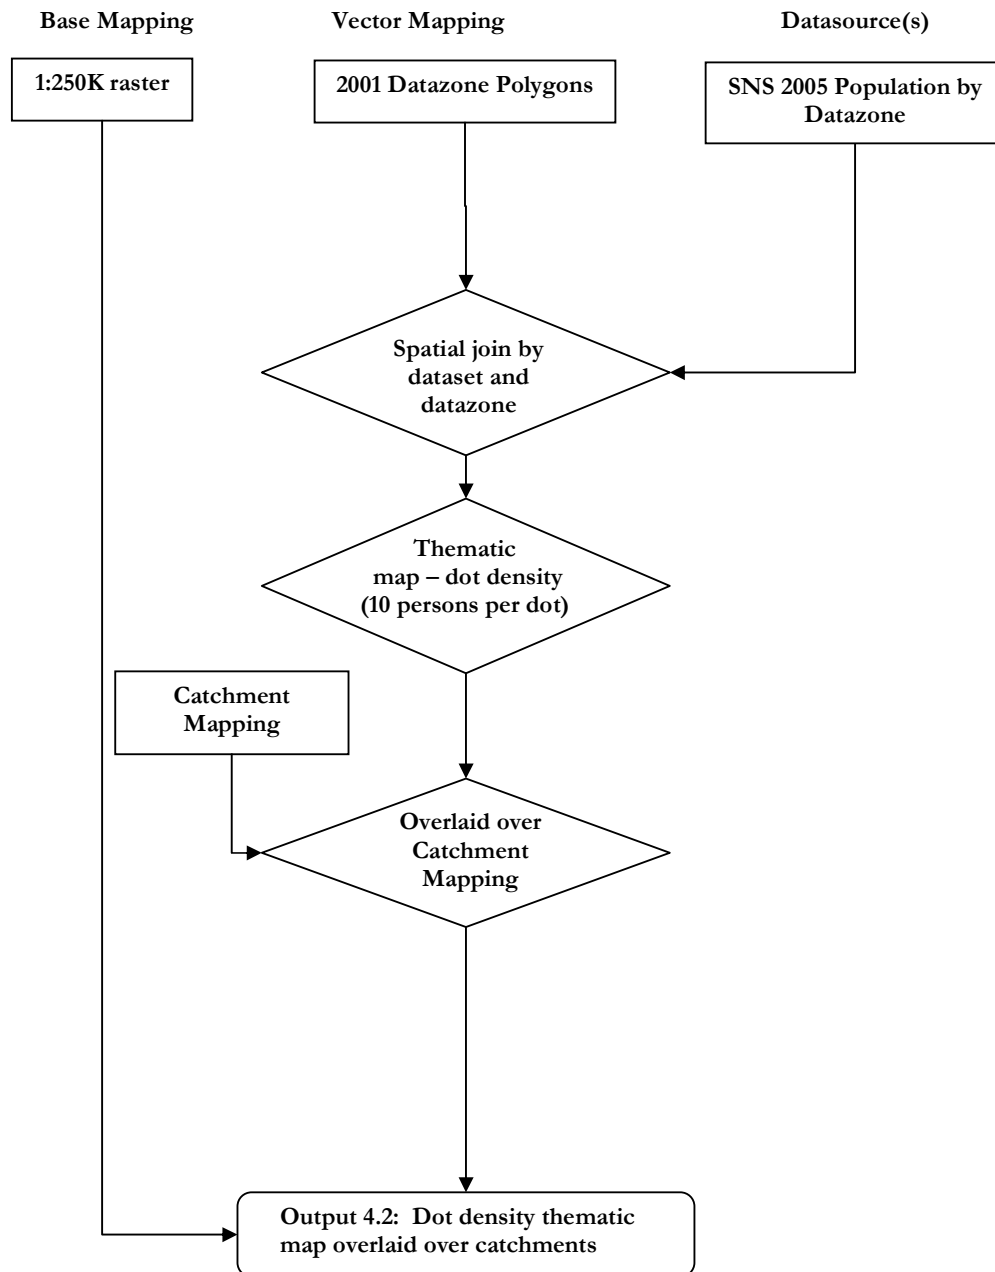 Base Mapping
Vector Mapping
Datasource(s)
1:250K raster
2001 Datazone Polygons
SNS 2005 Population by
Datazone
Spatial join by
dataset and
datazone
Thematic
map – dot density
(10 persons per dot)
Catchment
Mapping
Overlaid over
Catchment
Mapping
Output 4.2:  Dot density thematic
map overlaid over catchments